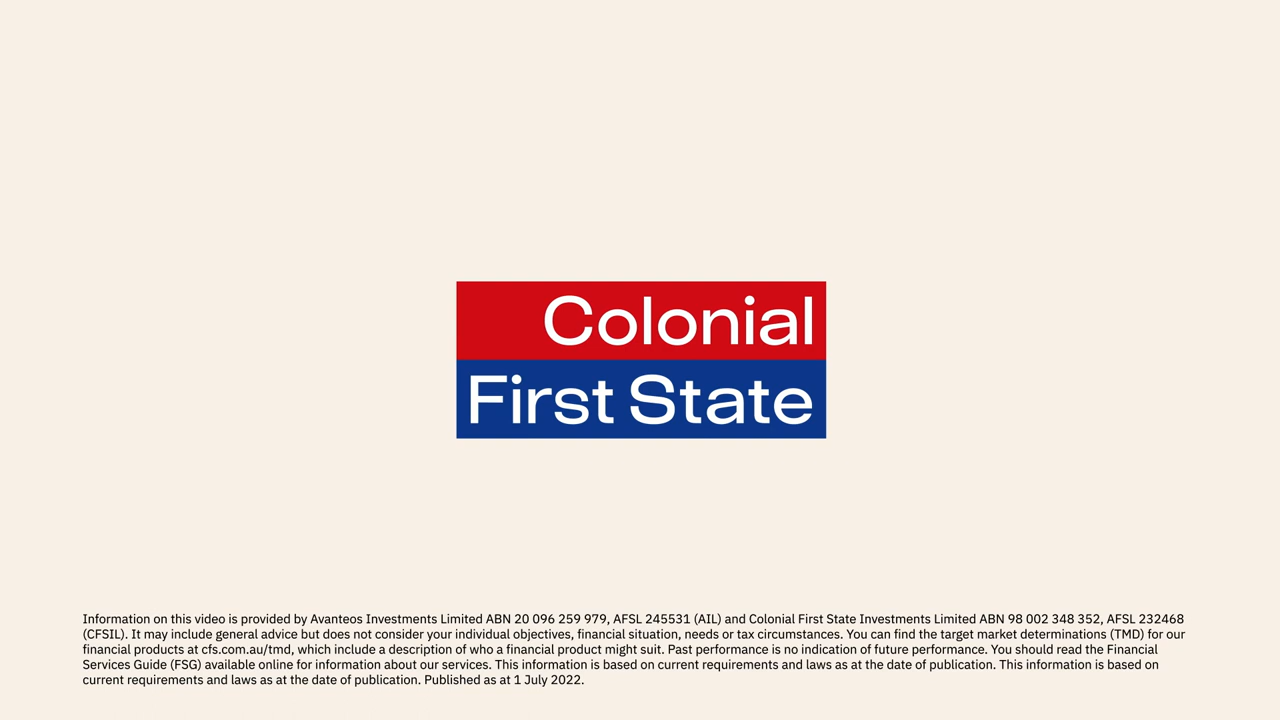 Colonial
First State
Information on this video is provided by Avanteos Investments Limited ABN 20 096 259 979, AFSL 245531 (AIL) and Colonial First State Investments Limited ABN 98 002 348 352, AFSL 232468
(CFSIL). It may include general advice but does not consider your individual objectives, financial situation, needs or tax circumstances. You can find the target market determinations (TMD) for our
financial products at cfs.com.au/tmd, which include a description of who a financial product might suit. Past performance is no indication of future performance. You should read the Financial
Services Guide (FSG) available online for information about our services. This information is based on current requirements and laws as at the date of publication. This information is based on
current requirements and laws as at the date of publication. Published as at 1 July 2022.